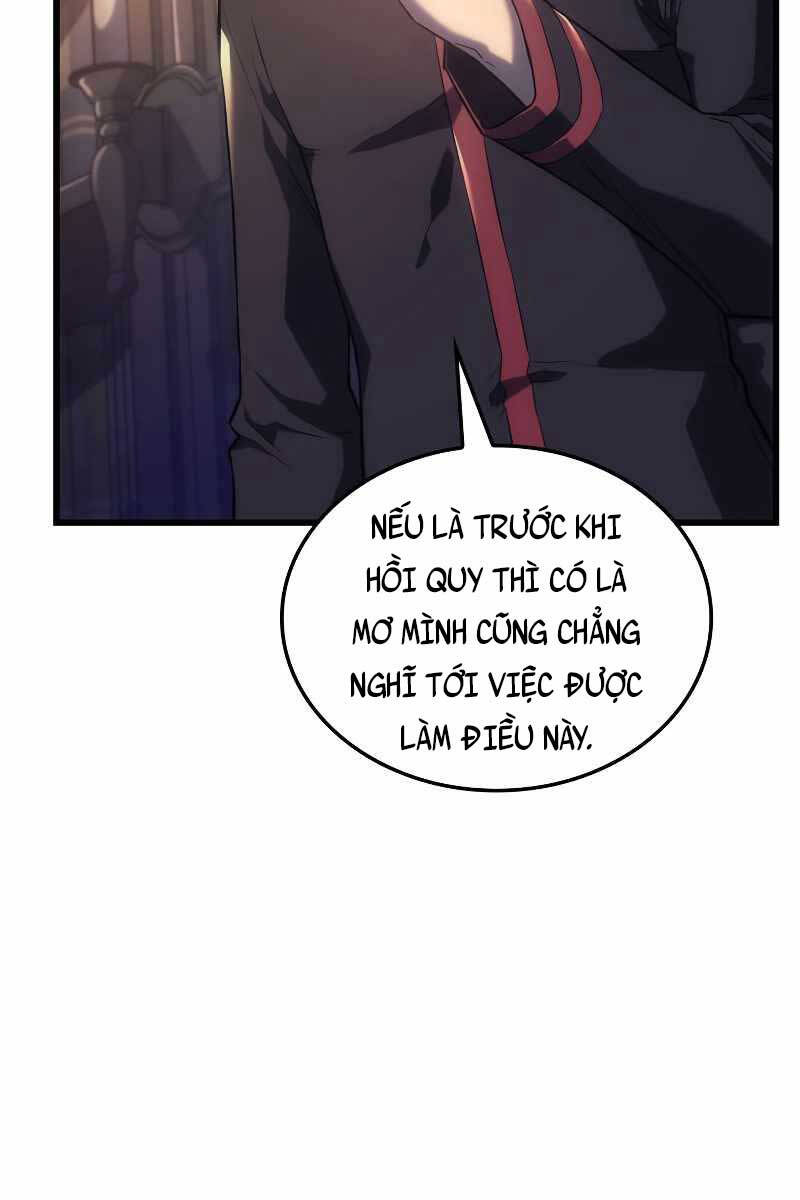 NẾU LÀ TRƯỚC KHI
HỒI QUY THÌ CÓ LÀ
MƠ MÌNH CŨNG CHẲNG
NGHĨ TỚI VIỆC ĐƯỢC
LÀM ĐIỀU NÀY.